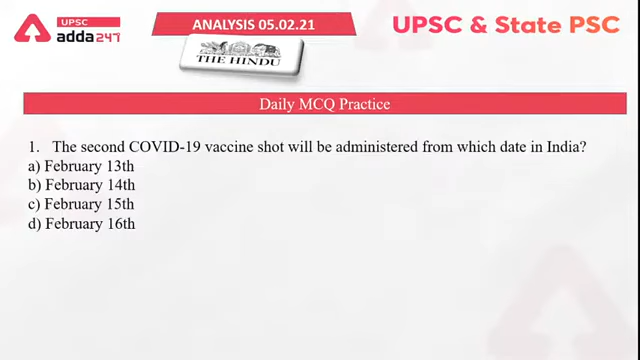 UPSC
adda247
ANALYSIS 05.02.21
THE HINDU
UPSC & State PSC
Daily MCQ Practice
1. The second COVID-19 vaccine shot will be administered from which date in India?
a) February 13th
b) February 14th
c) February 15th
d) February 16th